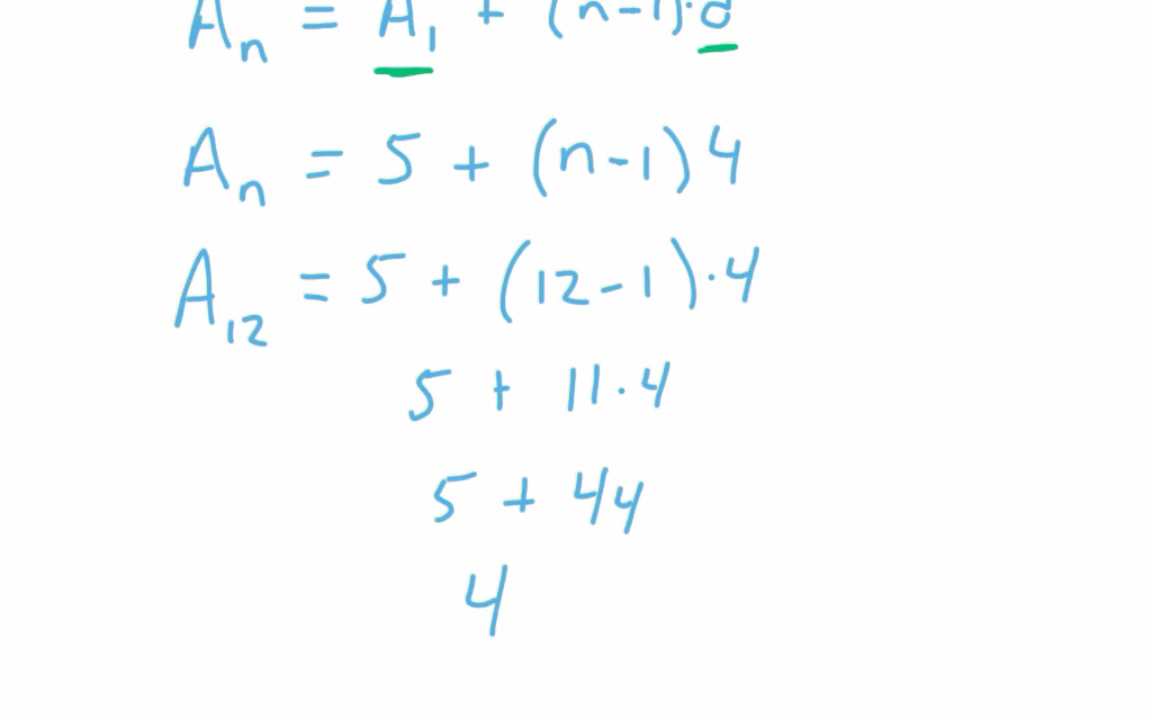 Aₙ = A₁ + (n-1)·d
Aₙ = 5 + (n-1)4
A₁₂ = 5 + (12-1)·4
5 + 11·4
5 + 44
4